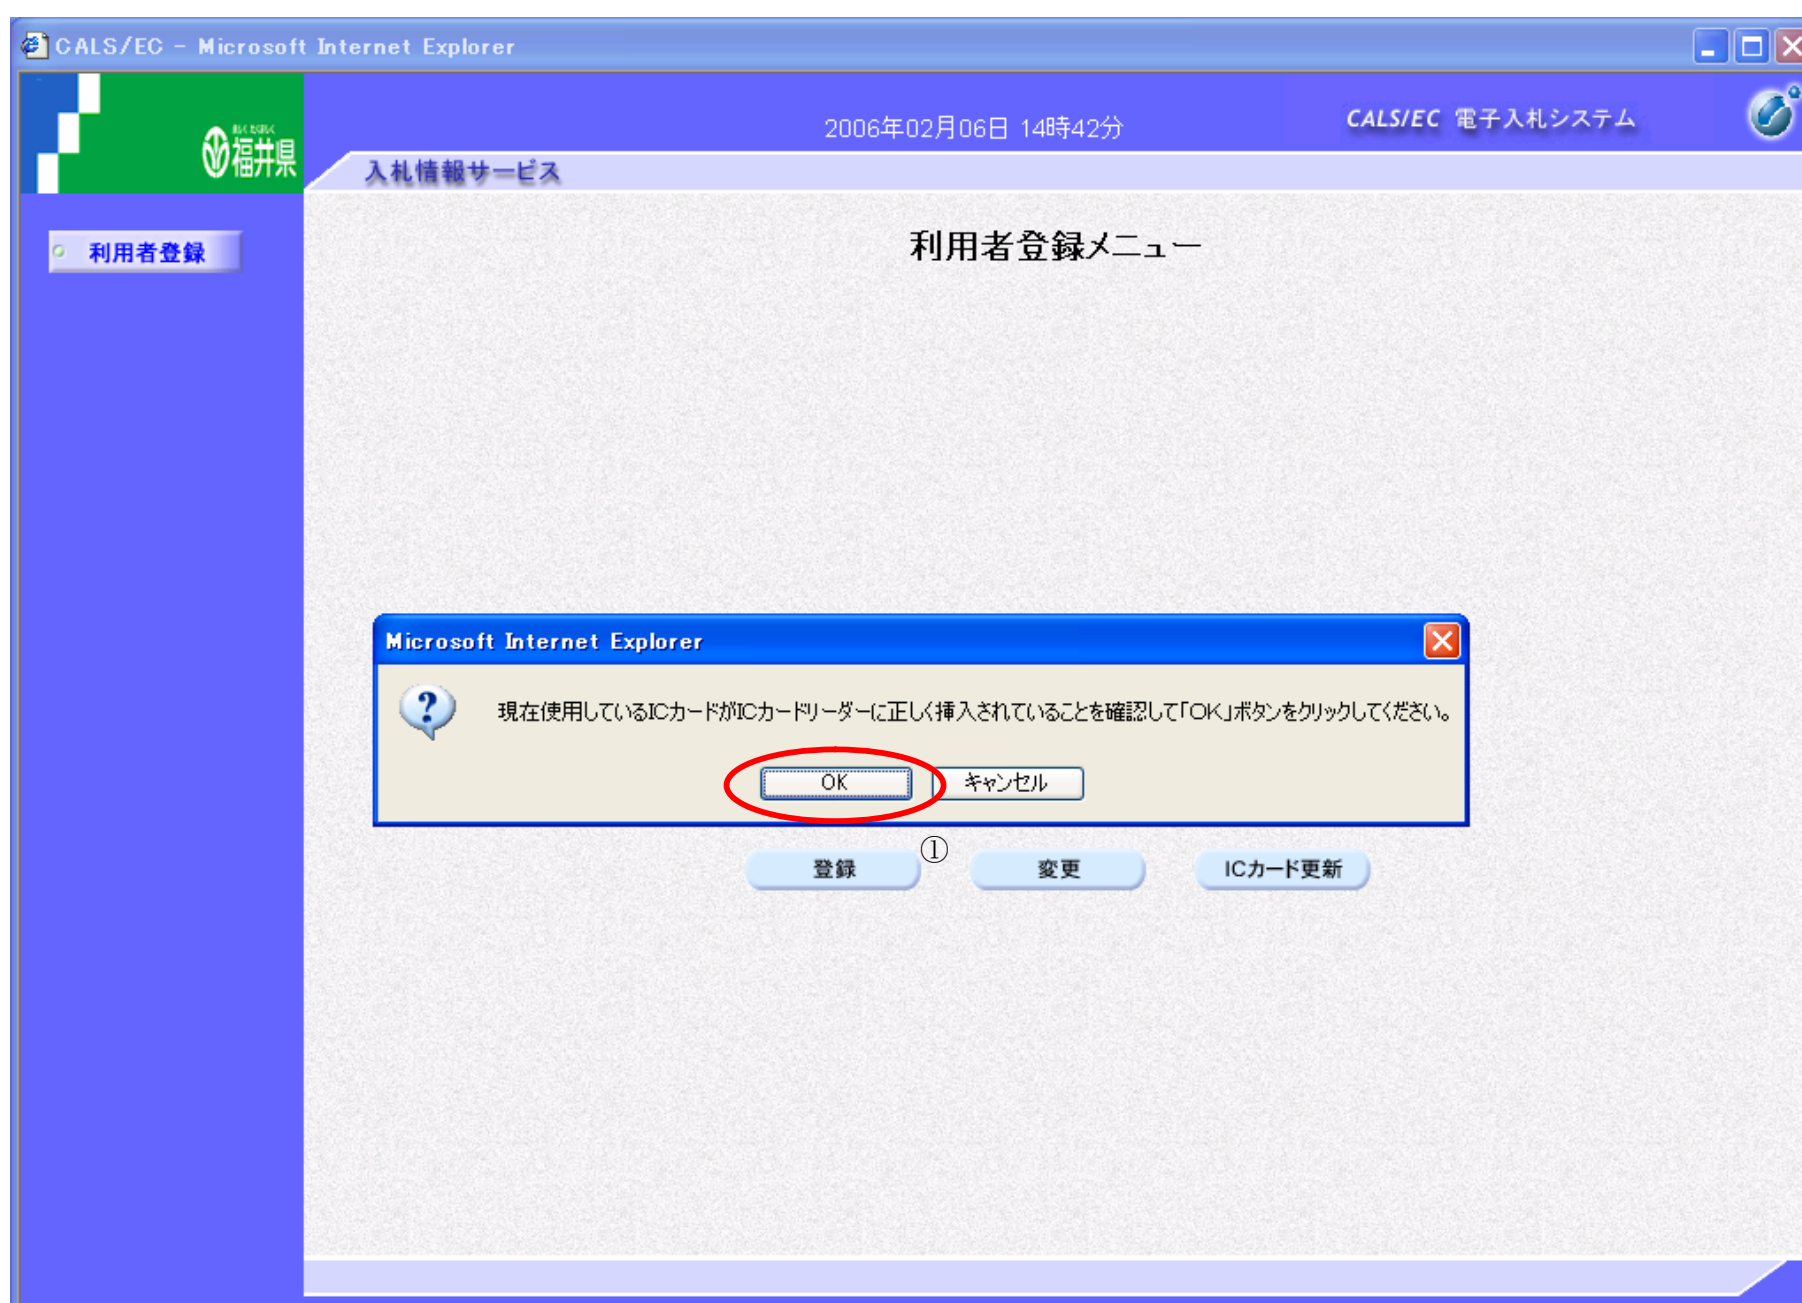 CALS/EC - Microsoft Internet Explorer
福井県
2006年02月06日 14時42分
CALS/EC 電子入札システム
入札情報サービス
利用者登録
利用者登録メニュー
Microsoft Internet Explorer
現在使用しているICカードがICカードリーダーに正しく挿入されていることを確認して「OK」ボタンをクリックしてください。
OK
キャンセル
①
登録
変更
ICカード更新